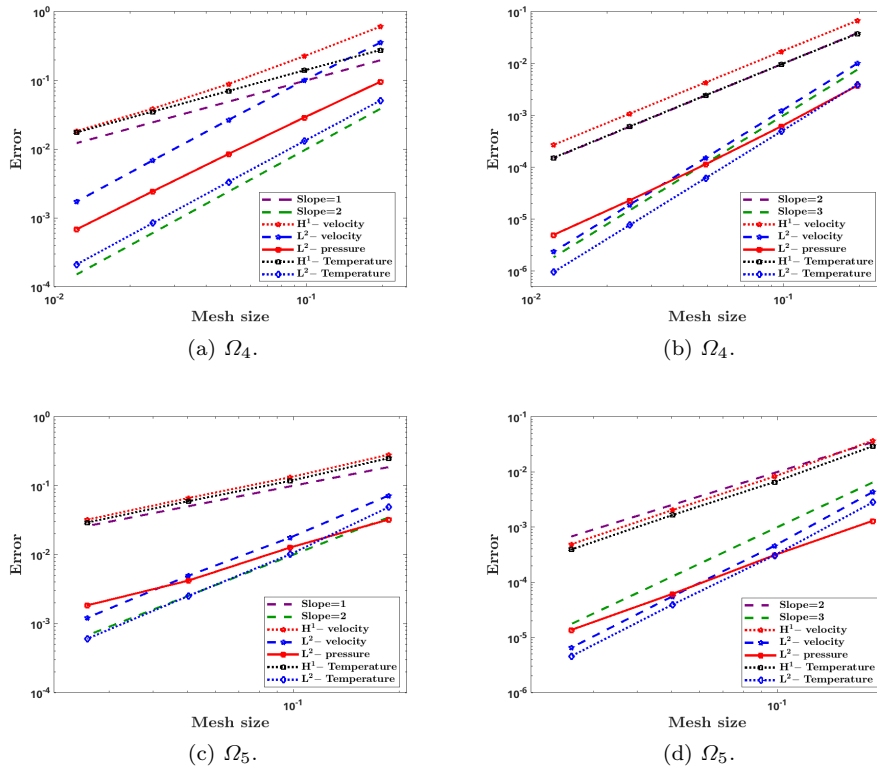 10^0
10^-1
10^-2
10^-3
10^-4
Error
10^-2
10^-1
Mesh size
Slope=1
Slope=2
H^1− velocity
L^2− velocity
L^2− pressure
H^1− Temperature
L^2− Temperature
(a) Ω_4.
10^-1
10^-2
10^-3
10^-4
10^-5
10^-6
Error
10^-2
10^-1
Mesh size
Slope=2
Slope=3
H^1− velocity
L^2− velocity
L^2− pressure
H^1− Temperature
L^2− Temperature
(b) Ω_4.
10^0
10^-1
10^-2
10^-3
10^-4
Error
10^-1
Mesh size
Slope=1
Slope=2
H^1− velocity
L^2− velocity
L^2− pressure
H^1− Temperature
L^2− Temperature
(c) Ω_5.
10^-1
10^-2
10^-3
10^-4
10^-5
10^-6
Error
10^-1
Mesh size
Slope=2
Slope=3
H^1− velocity
L^2− velocity
L^2− pressure
H^1− Temperature
L^2− Temperature
(d) Ω_5.